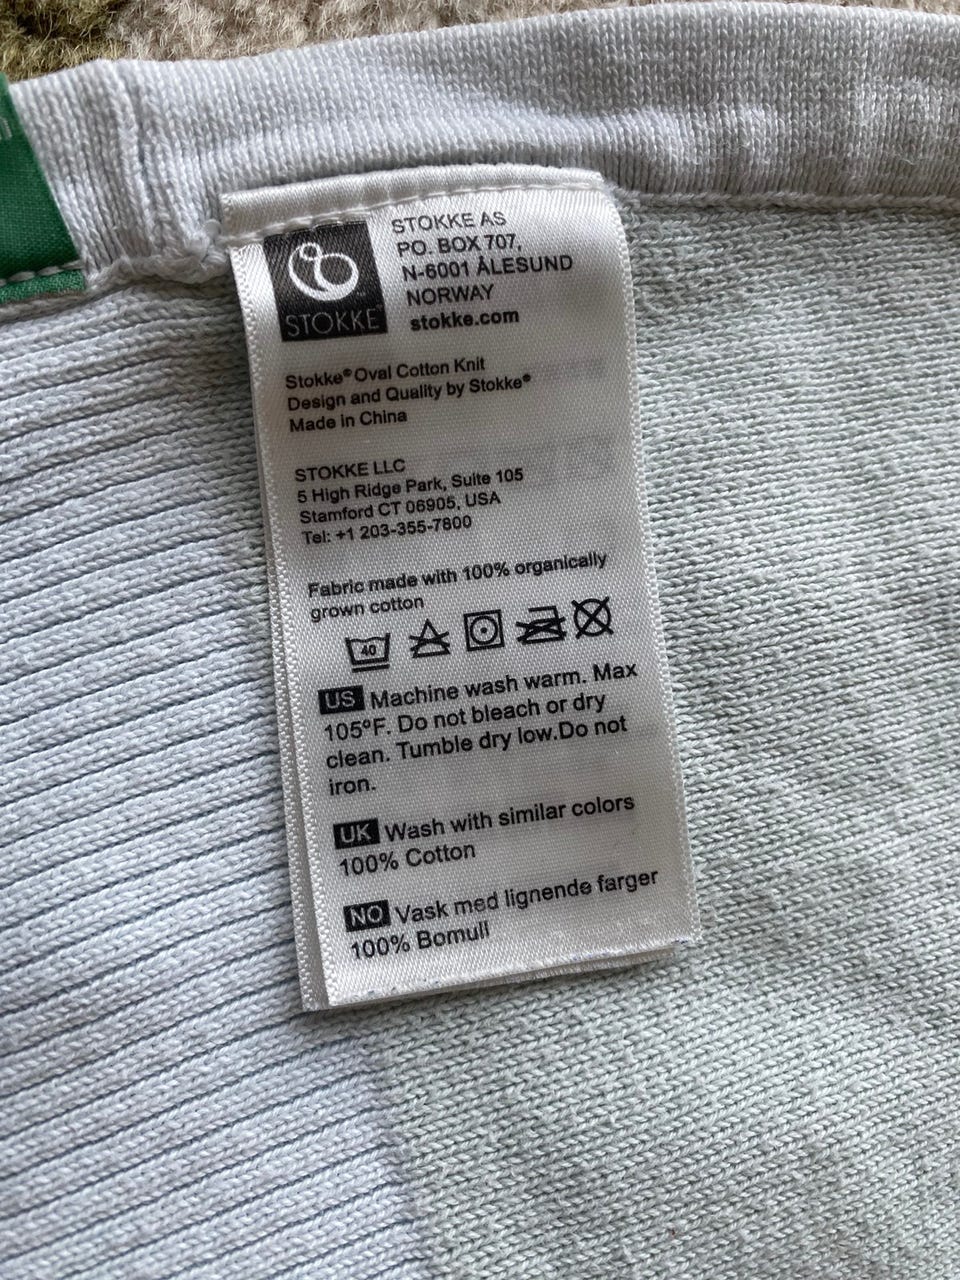 STOKKE
STOKKE AS
PO. BOX 707,
N-6001 ÅLESUND
NORWAY
stokke.com
Stokke® Oval Cotton Knit
Design and Quality by Stokke®
Made in China
STOKKE LLC
5 High Ridge Park, Suite 105
Stamford CT 06905, USA
Tel: +1 203-355-7800
Fabric made with 100% organically
grown cotton
40
US Machine wash warm. Max
105ºF. Do not bleach or dry
clean. Tumble dry low.Do not
iron.
UK Wash with similar colors
100% Cotton
NO Vask med lignende farger
100% Bomull